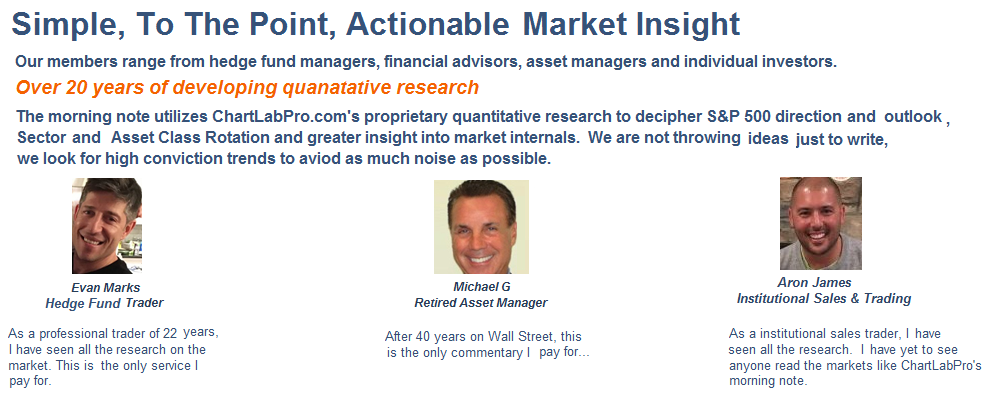 Simple, To The Point, Actionable Market Insight
Our members range from hedge fund managers, financial advisors, asset managers and individual investors.
Over 20 years of developing quanatative research
The morning note utilizes ChartLabPro.com's proprietary quantitative research to decipher S&P 500 direction and outlook ,
Sector and Asset Class Rotation and greater insight into market internals. We are not throwing ideas just to write,
we look for high conviction trends to aviod as much noise as possible.
Evan Marks
Hedge Fund Trader
As a professional trader of 22 years,
I have seen all the research on the
market. This is the only service I
pay for.
Michael G
Retired Asset Manager
After 40 years on Wall Street, this
is the only commentary I pay for...
Aron James
Institutional Sales & Trading
As a institutional sales trader, I have
seen all the research. I have yet to see
anyone read the markets like ChartLabPro's
morning note.